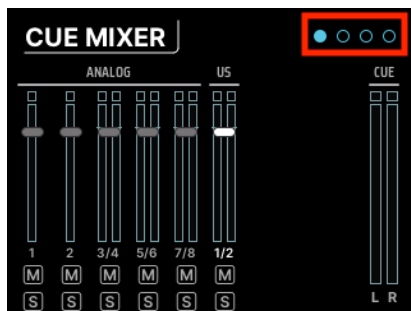 CUE MIXER
ANALOG US CUE
1 2 3/4 5/6 7/8 1/2
M M M M M M
S S S S S S L R